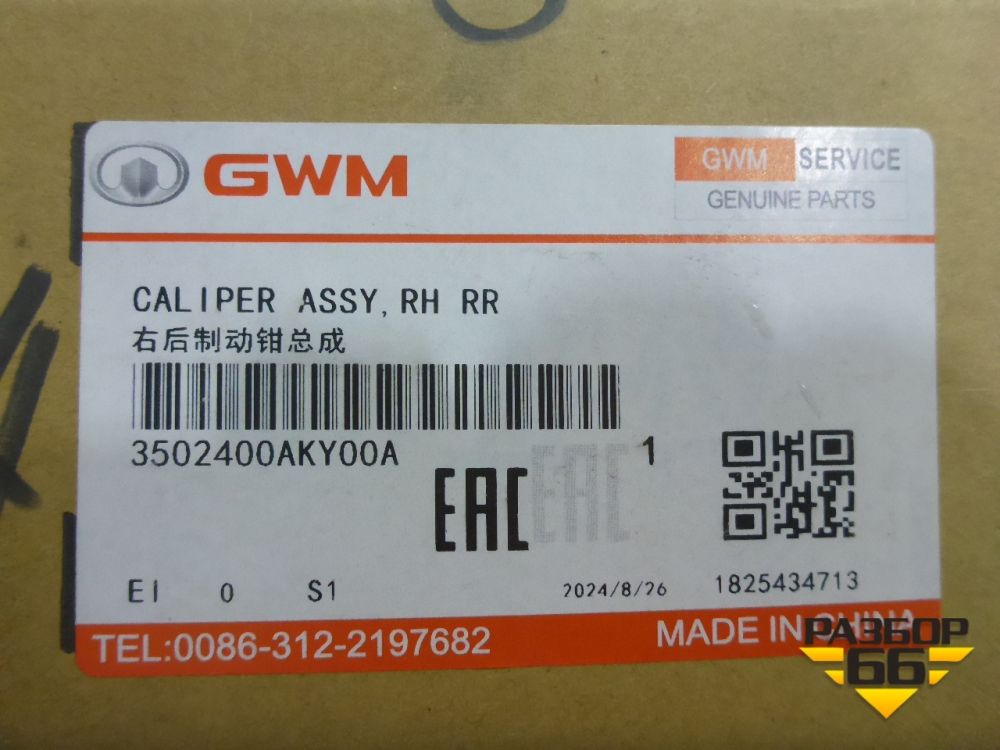 GWM
GWM SERVICE
GENUINE PARTS
CALIPER ASSY,RH RR
右后制动钳总成
3502400AKY00A
1
EAC EAC
EI 0 S1
2024/8/26
1825434713
TEL:0086-312-2197682
MADE IN CHINA
РАЗБОР
66